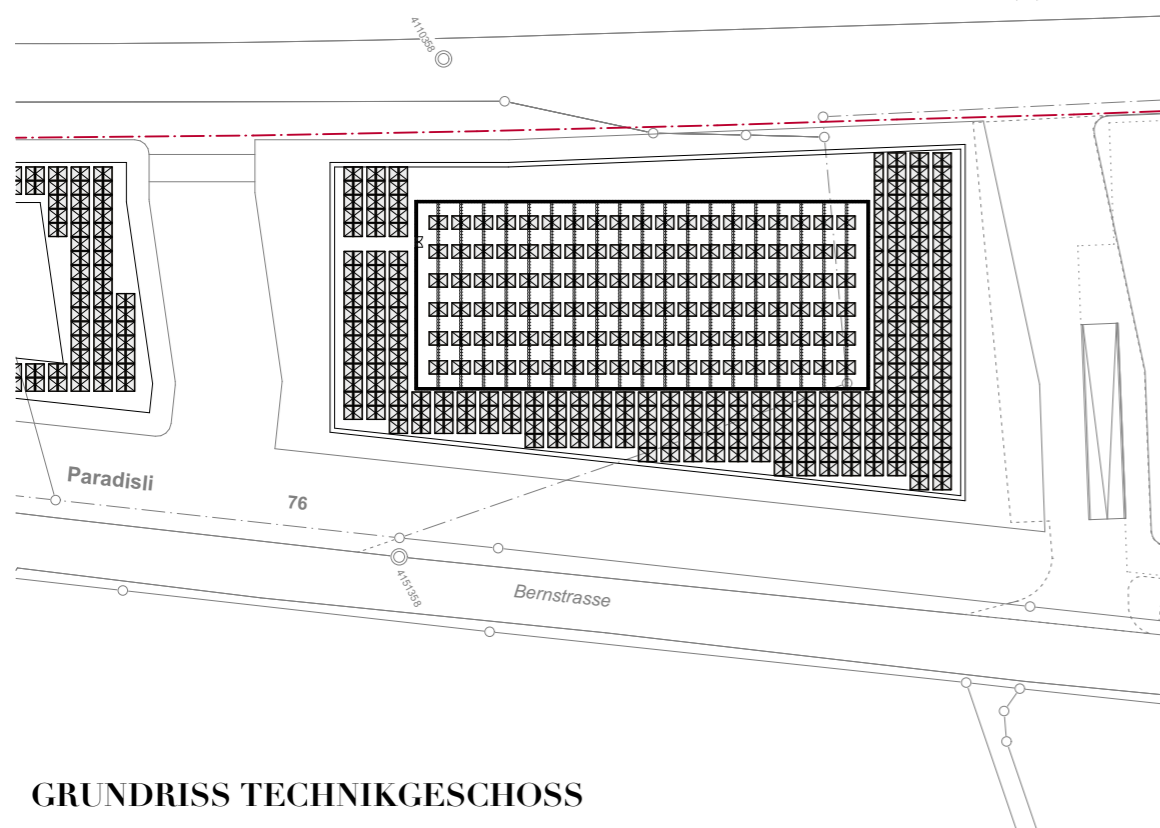 4110358
Paradisli
76
4151358
Bernstrasse
GRUNDRISS TECHNIKGESCHOSS